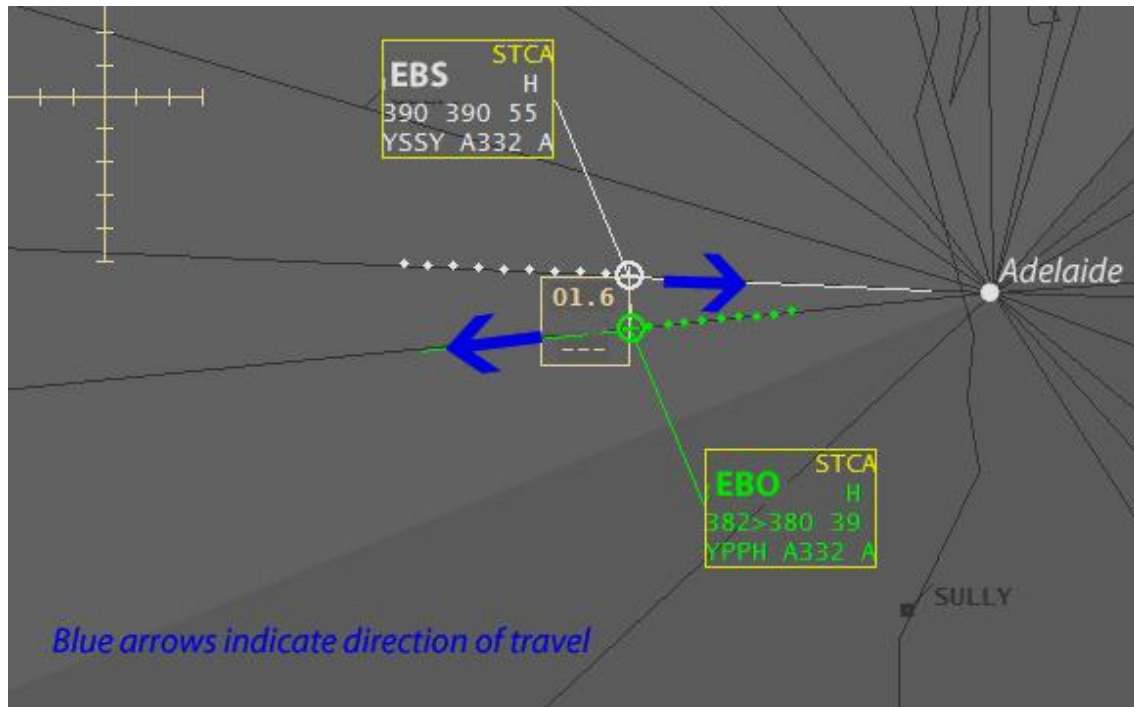 STCA
EBS H
390 390 55
YSSY A332 A
Adelaide
01.6
---
STCA
EBO H
382>380 39
YPPH A332 A
SULLY
Blue arrows indicate direction of travel